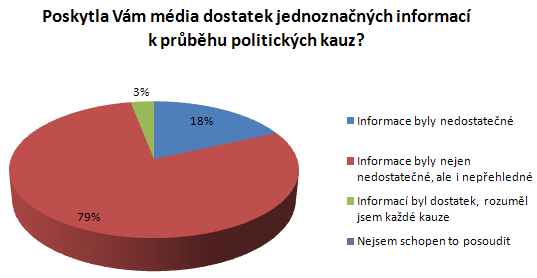 Poskytla Vám média dostatek jednoznačných informací
k průběhu politických kauz?
3%
18%
79%
Informace byly nedostatečné
Informace byly nejen
nedostatečné, ale i nepřehledné
Informací byl dostatek, rozuměl
jsem každé kauze
Nejsem schopen to posoudit